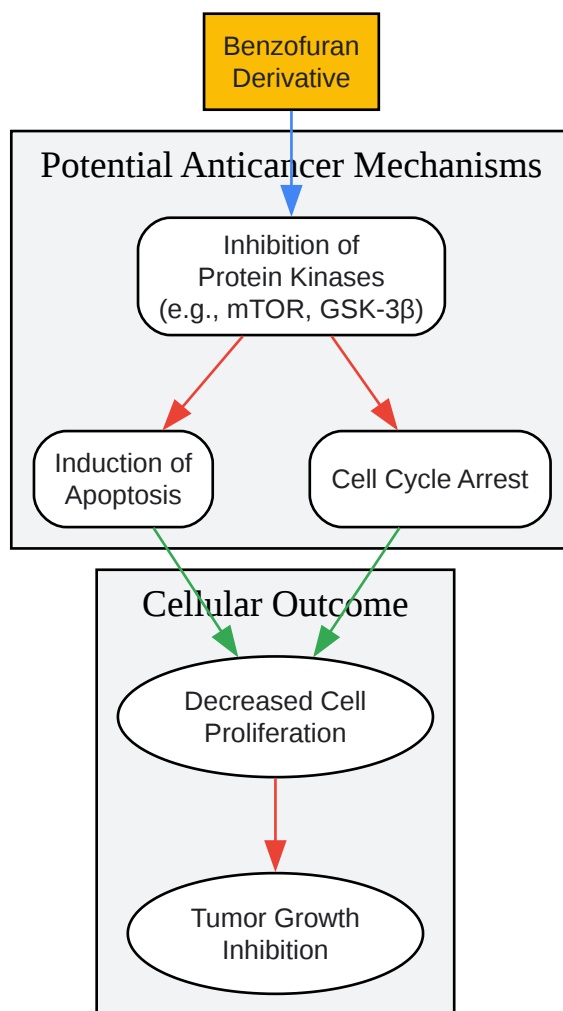 Benzofuran
Derivative
Potential Anticancer Mechanisms
Inhibition of
Protein Kinases
(e.g., mTOR, GSK-3β)
Induction of
Apoptosis
Cell Cycle Arrest
Cellular Outcome
Decreased Cell
Proliferation
Tumor Growth
Inhibition